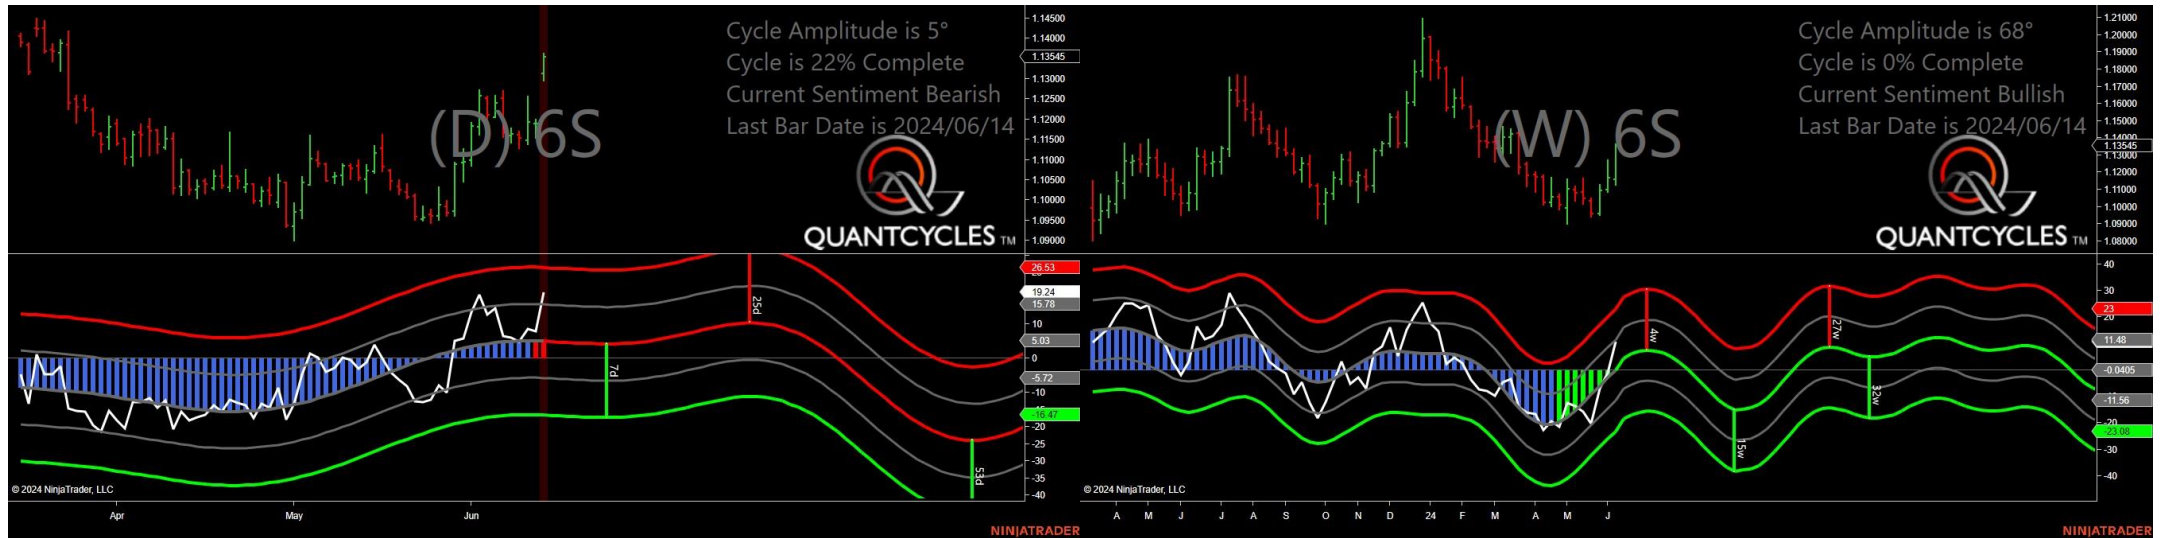 Cycle Amplitude is 5°
Cycle is 22% Complete
Current Sentiment Bearish
Last Bar Date is 2024/06/14
(D) 6S
QUANTCYCLES TM
1.14500
1.14000
1.13545
1.13000
1.12500
1.12000
1.11500
1.11000
1.10500
1.10000
1.09500
1.09000
26.53
19.24
15.78
10
5.03
0
-5.72
-10
-16.47
-20
-25
-30
-35
-40
7d
25d
53d
© 2024 NinjaTrader, LLC
Apr May Jun
NINJATRADER
Cycle Amplitude is 68°
Cycle is 0% Complete
Current Sentiment Bullish
Last Bar Date is 2024/06/14
(W) 6S
QUANTCYCLES TM
1.21000
1.20000
1.19000
1.18000
1.17000
1.16000
1.15000
1.14000
1.13545
1.13000
1.12000
1.11000
1.10000
1.09000
1.08000
40
30
23
20
11.48
-0.0405
-11.56
-20
-23.08
-30
-40
4w
15w
27w
32w
© 2024 NinjaTrader, LLC
A M J J A S O N D 24 F M A M J
NINJATRADER